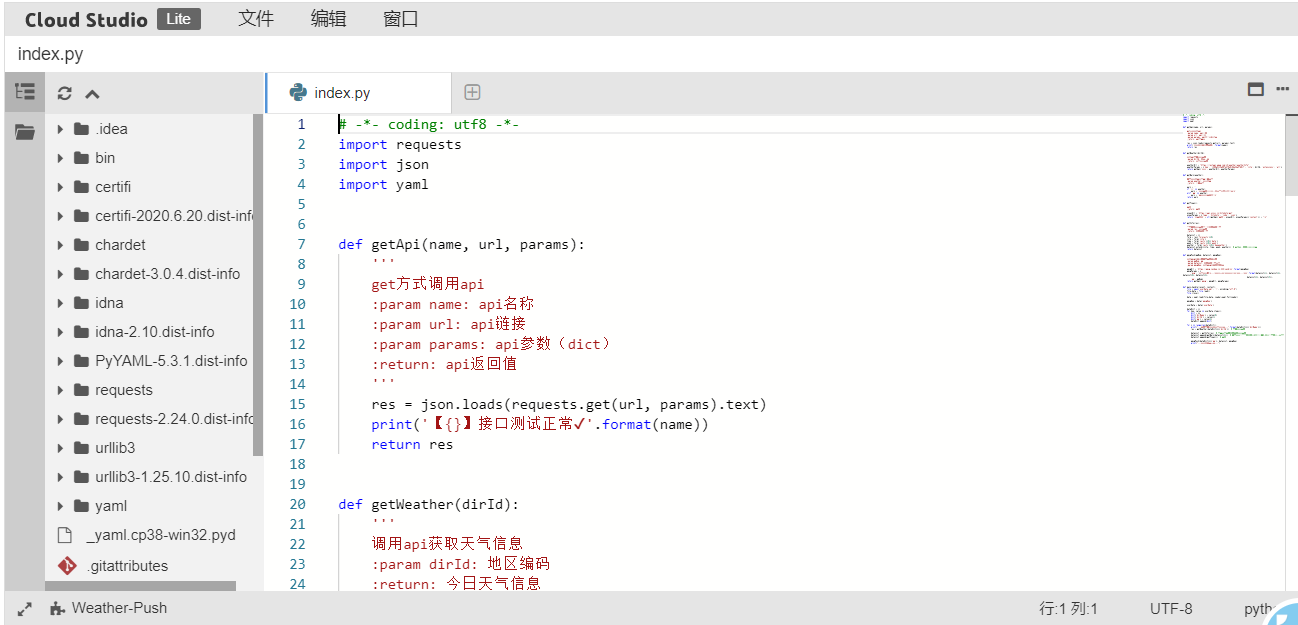 Cloud Studio Lite 文件 编辑 窗口
index.py
index.py
.idea
bin
certifi
certifi-2020.6.20.dist-info
chardet
chardet-3.0.4.dist-info
idna
idna-2.10.dist-info
PyYAML-5.3.1.dist-info
requests
requests-2.24.0.dist-info
urllib3
urllib3-1.25.10.dist-info
yaml
_yaml.cp38-win32.pyd
.gitattributes
1 # -*- coding: utf8 -*-
2 import requests
3 import json
4 import yaml
5
6
7 def getApi(name, url, params):
8 '''
9 get方式调用api
10 :param name: api名称
11 :param url: api链接
12 :param params: api参数（dict）
13 :return: api返回值
14 '''
15 res = json.loads(requests.get(url, params).text)
16 print('【{}】接口测试正常✓'.format(name))
17 return res
18
19
20 def getWeather(dirId):
21 '''
22 调用api获取天气信息
23 :param dirId: 地区编码
24 :return: 今日天气信息
Weather-Push 行:1 列:1 UTF-8 pyth